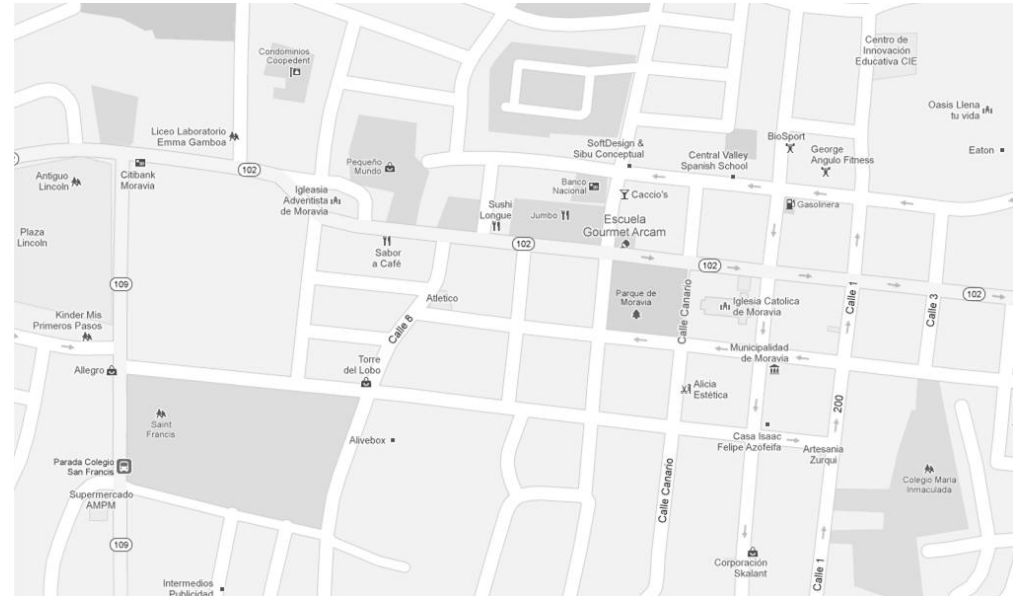 Centro de
Innovación
Educativa CIE
Condominios
Coopedent
Oasis Llena
tu vida
Liceo Laboratorio
Emma Gamboa
BioSport
SoftDesign &
Sibu Conceptual
Central Valley
Spanish School
George
Angulo Fitness
Eaton
Antiguo
Lincoln
Citibank
Moravia
102
Pequeño
Mundo
Igleasia
Adventista
de Moravia
Banco
Nacional
Caccio's
Gasolinera
Sushi
Longue
Jumbo
Escuela
Gourmet Arcam
Plaza
Lincoln
102
Sabor
a Café
102
102
109
Atletico
Calle 8
Parque de
Moravia
Calle Canario
Iglesia Catolica
de Moravia
Calle 1
Calle 3
Kinder Mis
Primeros Pasos
Allegro
Torre
del Lobo
Municipalidad
de Moravia
Alicia
Estética
200
Saint
Francis
Alivebox
Casa Isaac
Felipe Azofeifa
Artesania
Zurqui
Parada Colegio
San Francis
Colegio Maria
Inmaculada
Supermercado
AMPM
Calle Canario
109
Corporación
Skalant
Calle 1
Intermedios
Publicidad